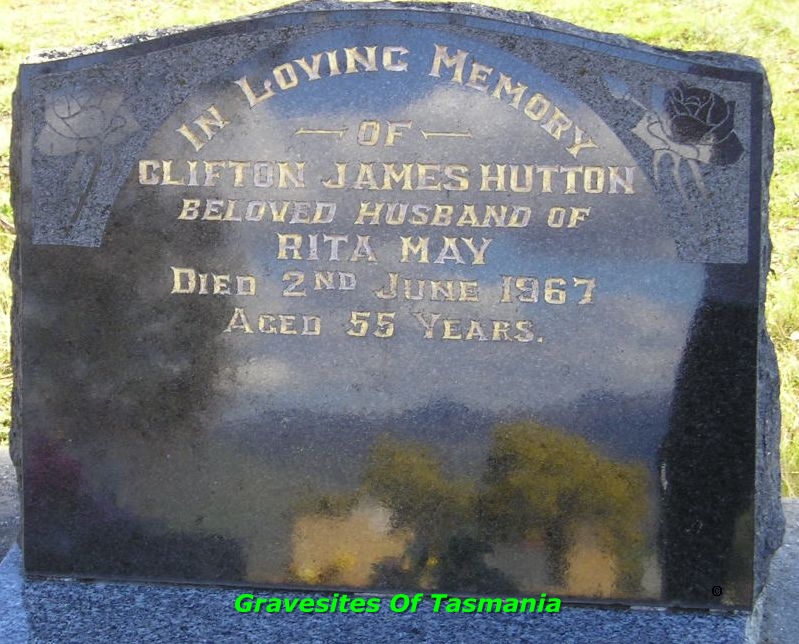 IN LOVING MEMORY
OF
CLIFTON JAMES HUTTON
BELOVED HUSBAND OF
RITA MAY
DIED 2ND JUNE 1967
AGED 55 YEARS.
Gravesites Of Tasmania
©